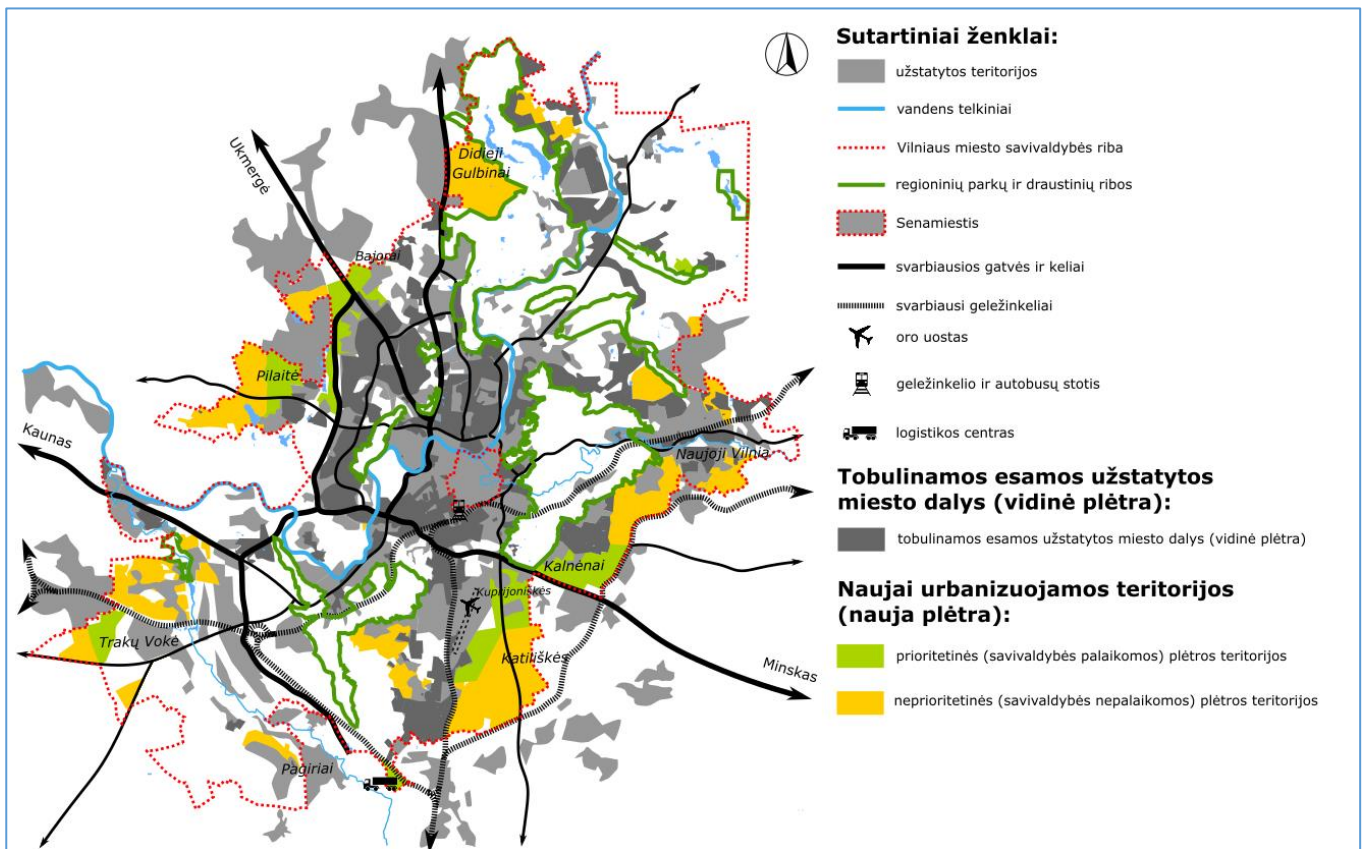 Sutartiniai ženklai:
užstatytos teritorijos
vandens telkiniai
Vilniaus miesto savivaldybės riba
regioninių parkų ir draustinių ribos
Senamiestis
svarbiausios gatvės ir keliai
svarbiausi geležinkeliai
oro uostas
geležinkelio ir autobusų stotis
logistikos centras
Tobulinamos esamos užstatytos
miesto dalys (vidinė plėtra):
tobulinamos esamos užstatytos miesto dalys (vidinė plėtra)
Naujai urbanizuojamos teritorijos
(nauja plėtra):
prioritetinės (savivaldybės palaikomos) plėtros teritorijos
neprioritetinės (savivaldybės nepalaikomos) plėtros teritorijos
Ukmergė
Didieji
Gulbinai
Bajorai
Pilaitė
Kaunas
Naujoji Vilnia
Kalnėnai
Kuprijoniškės
Trakų Vokė
Katiliškės
Minskas
Pagiriai